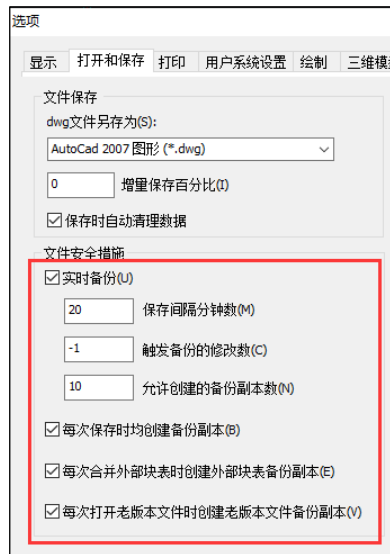 选项
显示 打开和保存 打印 用户系统设置 绘制 三维模
文件保存
dwg文件另存为(S):
AutoCad 2007 图形 (*.dwg)
0 增量保存百分比(I)
保存时自动清理数据
文件安全措施
实时备份(U)
20 保存间隔分钟数(M)
-1 触发备份的修改数(C)
10 允许创建的备份副本数(N)
每次保存时均创建备份副本(B)
每次合并外部块表时创建外部块表备份副本(E)
每次打开老版本文件时创建老版本文件备份副本(V)